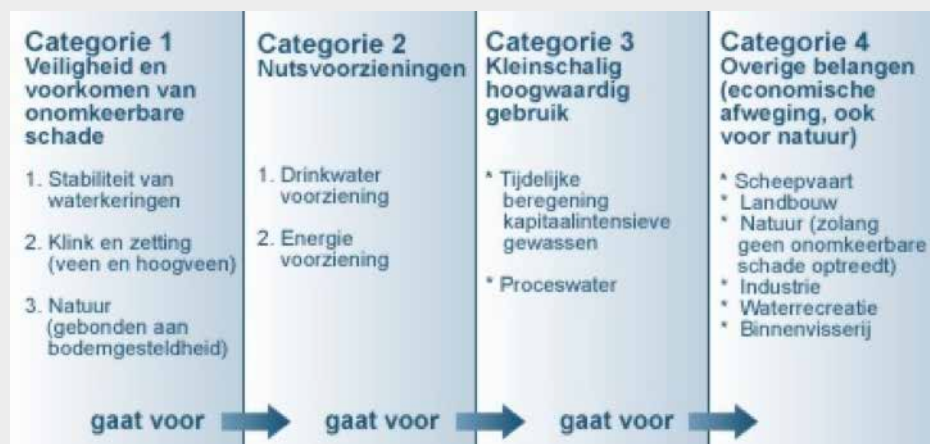 Categorie 1
Veiligheid en
voorkomen van
onomkeerbare
schade
1. Stabiliteit van
waterkeringen
2. Klink en zetting
(veen en hoogveen)
3. Natuur
(gebonden aan
bodemgesteldheid)
gaat voor
Categorie 2
Nutsvoorzieningen
1. Drinkwater
voorziening
2. Energie
voorziening
gaat voor
Categorie 3
Kleinschalig
hoogwaardig
gebruik
* Tijdelijke
beregening
kapitaalintensieve
gewassen
* Proceswater
gaat voor
Categorie 4
Overige belangen
(economische
afweging, ook
voor natuur)
* Scheepvaart
* Landbouw
* Natuur (zolang
geen onomkeerbare
schade optreedt)
* Industrie
* Waterrecreatie
* Binnenvisserij